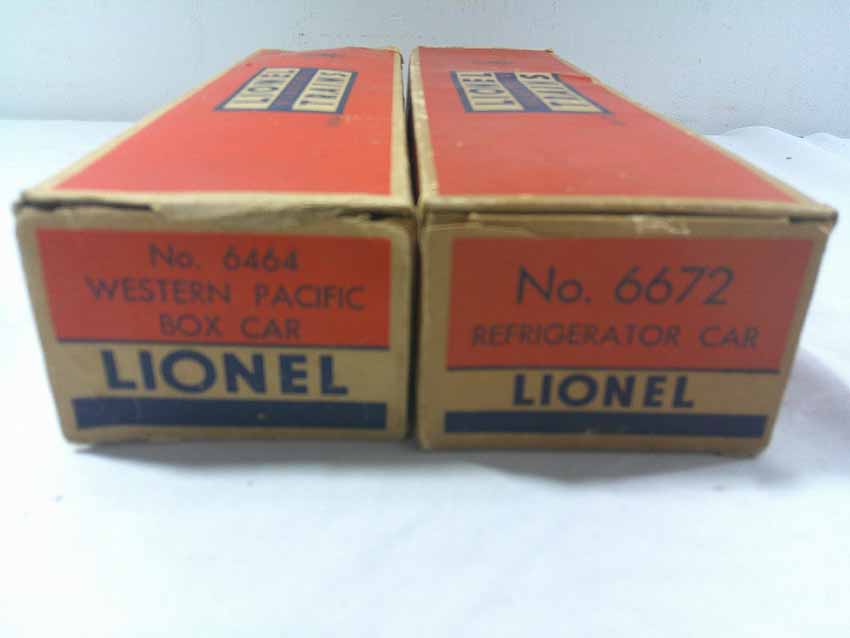 LIONEL
TRAINS
LIONEL
TRAINS
No. 6464
WESTERN PACIFIC
BOX CAR
LIONEL
No. 6672
REFRIGERATOR CAR
LIONEL